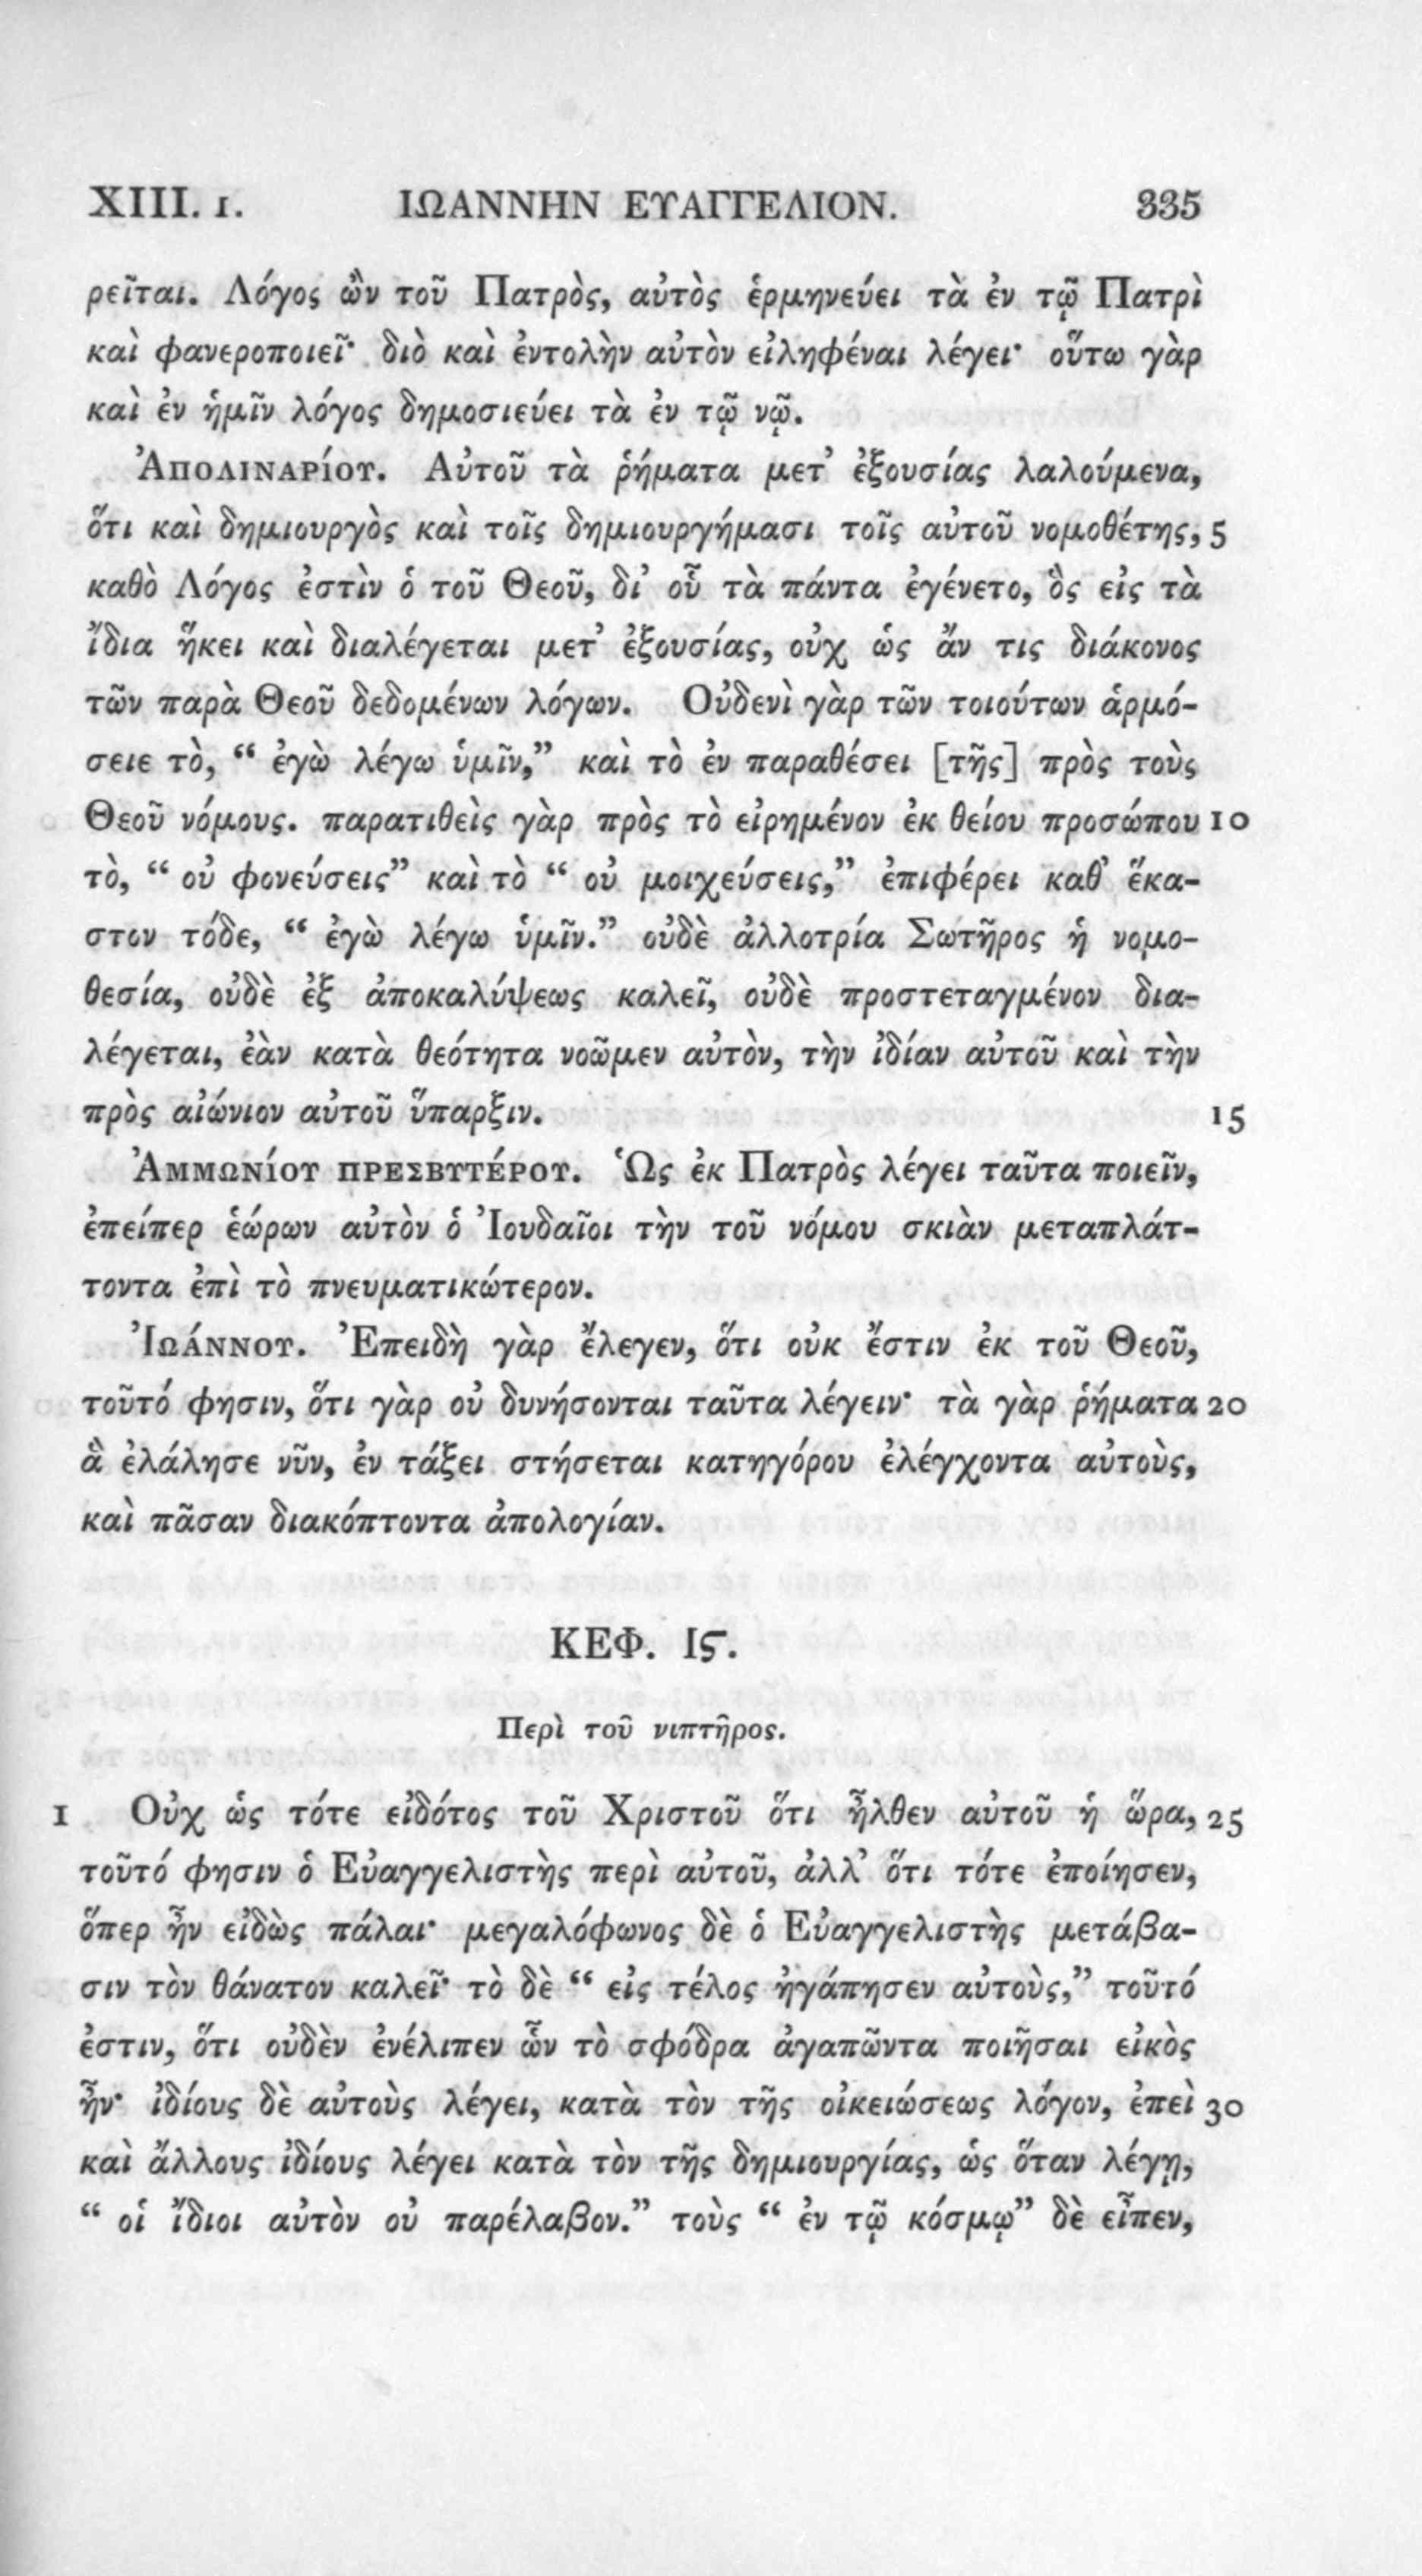 XIII. 1. ΙΩΑΝΝΗΝ ΕΥΑΓΓΕΛΙΟΝ. 335
ρεῖται. Λόγος ὢν τοῦ Πατρὸς, αὐτὸς ἑρμηνεύει τὰ ἐν τῷ Πατρὶ
καὶ φανεροποιεῖ· διὸ καὶ ἐντολὴν αὐτὸν εἰληφέναι λέγει· οὕτω γὰρ
καὶ ἐν ἡμῖν λόγος δημοσιεύει τὰ ἐν τῷ νῷ.
Ἀπολιναρίου. Αὐτοῦ τὰ ῥήματα μετ’ ἐξουσίας λαλούμενα,
ὅτι καὶ δημιουργὸς καὶ τοῖς δημιουργήμασι τοῖς αὐτοῦ νομοθέτης, 5
καθὸ Λόγος ἐστὶν ὁ τοῦ Θεοῦ, δι’ οὗ τὰ πάντα ἐγένετο, ὃς εἰς τὰ
ἴδια ἥκει καὶ διαλέγεται μετ’ ἐξουσίας, οὐχ ὡς ἄν τις διάκονος
τῶν παρὰ Θεοῦ δεδομένων λόγων. Οὐδενὶ γὰρ τῶν τοιούτων ἁρμό-
σειε τὸ, “ ἐγὼ λέγω ὑμῖν,” καὶ τὸ ἐν παραθέσει [τῆς] πρὸς τοὺς
Θεοῦ νόμους. παρατιθεὶς γὰρ πρὸς τὸ εἰρημένον ἐκ θείου προσώπου 10
τὸ, “ οὐ φονεύσεις” καὶ τὸ “ οὐ μοιχεύσεις,” ἐπιφέρει καθ’ ἕκα-
στον τόδε, “ ἐγὼ λέγω ὑμῖν.” οὐδὲ ἀλλοτρία Σωτῆρος ἡ νομο-
θεσία, οὐδὲ ἐξ ἀποκαλύψεως καλεῖ, οὐδὲ προστεταγμένον δια-
λέγεται, ἐὰν κατὰ θεότητα νοῶμεν αὐτὸν, τὴν ἰδίαν αὐτοῦ καὶ τὴν
πρὸς αἰώνιον αὐτοῦ ὕπαρξιν. 15
Ἀμμωνίου πρεσβυτέρου. Ὡς ἐκ Πατρὸς λέγει ταῦτα ποιεῖν,
ἐπείπερ ἑώρων αὐτὸν ὁ Ἰουδαῖοι τὴν τοῦ νόμου σκιὰν μεταπλάτ-
τοντα ἐπὶ τὸ πνευματικώτερον.
Ἰωάννου. Ἐπειδὴ γὰρ ἔλεγεν, ὅτι οὐκ ἔστιν ἐκ τοῦ Θεοῦ,
τοῦτό φησιν, ὅτι γὰρ οὐ δυνήσονται ταῦτα λέγειν· τὰ γὰρ ῥήματα 20
ἃ ἐλάλησε νῦν, ἐν τάξει στήσεται κατηγόρου ἐλέγχοντα αὐτοὺς,
καὶ πᾶσαν διακόπτοντα ἀπολογίαν.
ΚΕΦ. Ιϛ.
Περὶ τοῦ νιπτῆρος.
1 Οὐχ ὡς τότε εἰδότος τοῦ Χριστοῦ ὅτι ἦλθεν αὐτοῦ ἡ ὥρα, 25
τοῦτό φησιν ὁ Εὐαγγελιστὴς περὶ αὐτοῦ, ἀλλ’ ὅτι τότε ἐποίησεν,
ὅπερ ἦν εἰδὼς πάλαι· μεγαλόφωνος δὲ ὁ Εὐαγγελιστὴς μετάβα-
σιν τὸν θάνατον καλεῖ· τὸ δὲ “ εἰς τέλος ἠγάπησεν αὐτοὺς,” τοῦτό
ἐστιν, ὅτι οὐδὲν ἐνέλιπεν ὧν τὸ σφόδρα ἀγαπῶντα ποιῆσαι εἰκὸς
ἦν· ἰδίους δὲ αὐτοὺς λέγει, κατὰ τὸν τῆς οἰκειώσεως λόγον, ἐπεὶ 30
καὶ ἄλλους ἰδίους λέγει κατὰ τὸν τῆς δημιουργίας, ὡς ὅταν λέγῃ,
“ οἱ ἴδιοι αὐτὸν οὐ παρέλαβον.” τοὺς “ ἐν τῷ κόσμῳ” δὲ εἶπεν,